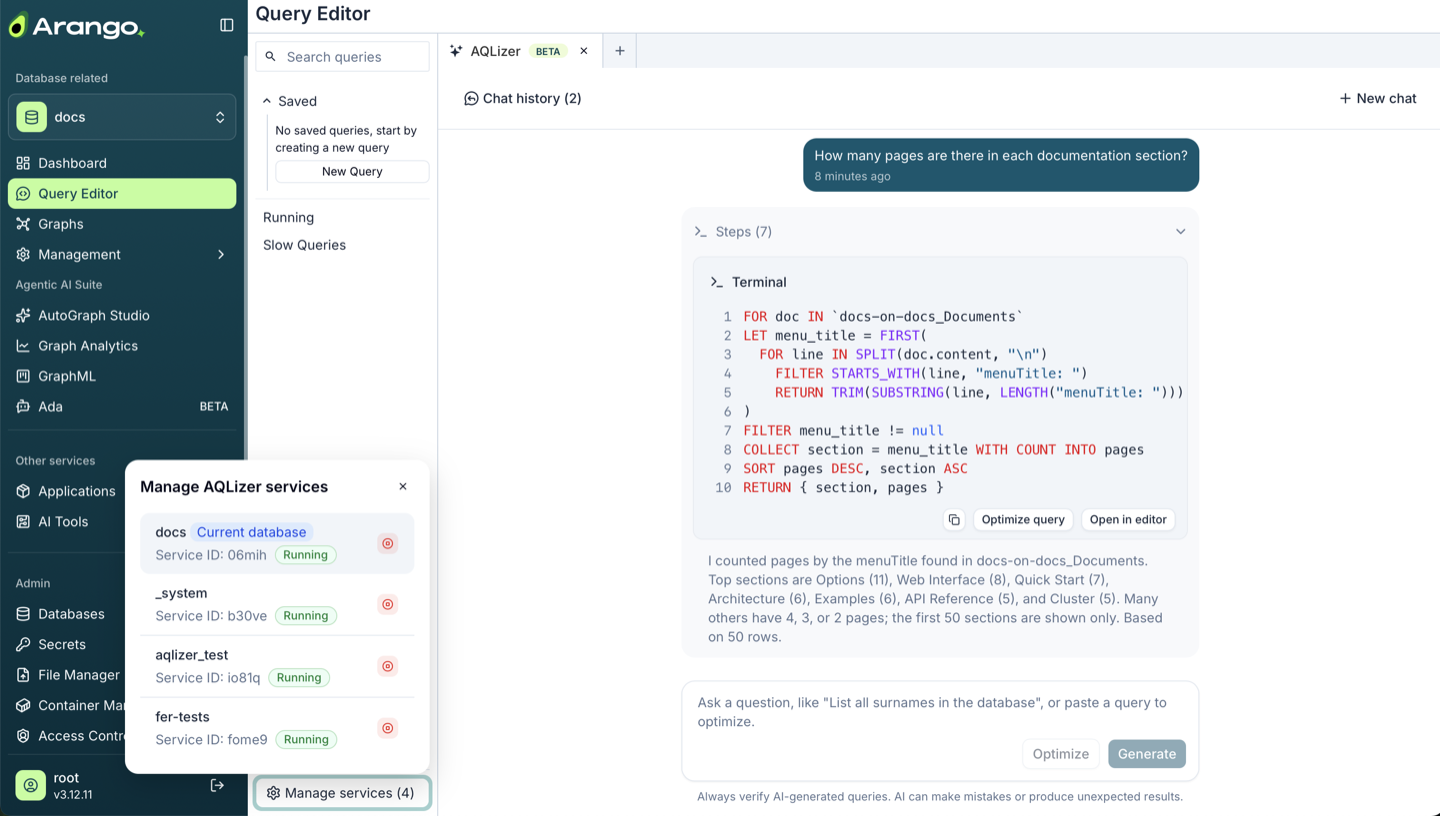 Arango
Database related
docs
Dashboard
Query Editor
Graphs
Management
Agentic AI Suite
AutoGraph Studio
Graph Analytics
GraphML
Ada BETA
Other services
Applications
AI Tools
Admin
Databases
Secrets
File Manager
Container Ma
Access Contr
root
v3.12.11
Query Editor
Search queries
Saved
No saved queries, start by
creating a new query
New Query
Running
Slow Queries
Manage AQLizer services
docs Current database
Service ID: 06mih Running
_system
Service ID: b30ve Running
aqlizer_test
Service ID: io81q Running
fer-tests
Service ID: fome9 Running
Manage services (4)
AQLizer BETA
Chat history (2)
+ New chat
How many pages are there in each documentation section?
8 minutes ago
>_ Steps (7)
>_ Terminal
1 FOR doc IN `docs-on-docs_Documents`
2 LET menu_title = FIRST(
3   FOR line IN SPLIT(doc.content, "\n")
4     FILTER STARTS_WITH(line, "menuTitle: ")
5     RETURN TRIM(SUBSTRING(line, LENGTH("menuTitle: ")))
6 )
7 FILTER menu_title != null
8 COLLECT section = menu_title WITH COUNT INTO pages
9 SORT pages DESC, section ASC
10 RETURN { section, pages }
Optimize query
Open in editor
I counted pages by the menuTitle found in docs-on-docs_Documents.
Top sections are Options (11), Web Interface (8), Quick Start (7),
Architecture (6), Examples (6), API Reference (5), and Cluster (5). Many
others have 4, 3, or 2 pages; the first 50 sections are shown only. Based
on 50 rows.
Ask a question, like "List all surnames in the database", or paste a query to
optimize.
Optimize
Generate
Always verify AI-generated queries. AI can make mistakes or produce unexpected results.